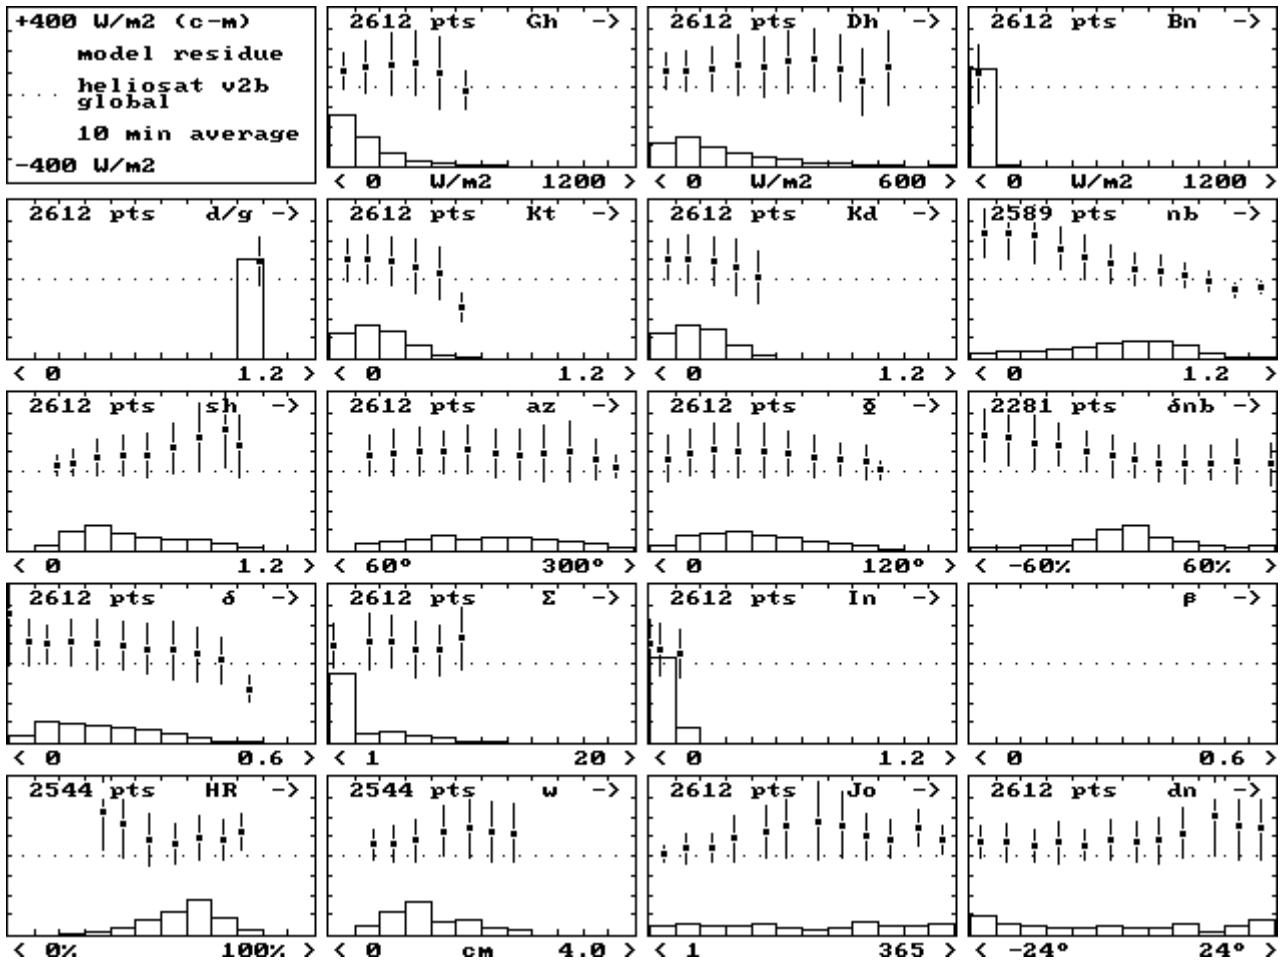 +400 W/m2 (c-m)
model residue
heliosat v2b
global
10 min average
-400 W/m2
2612 pts Gh ->
< 0 W/m2 1200 >
2612 pts Dh ->
< 0 W/m2 600 >
2612 pts Bn ->
< 0 W/m2 1200 >
2612 pts d/g ->
< 0 1.2 >
2612 pts Kt ->
< 0 1.2 >
2612 pts Kd ->
< 0 1.2 >
2589 pts nb ->
< 0 1.2 >
2612 pts sh ->
< 0 1.2 >
2612 pts az ->
< 60° 300° >
2612 pts Φ ->
< 0 120° >
2281 pts δnb ->
< -60% 60% >
2612 pts δ ->
< 0 0.6 >
2612 pts Σ ->
< 1 20 >
2612 pts In ->
< 0 1.2 >
β ->
< 0 0.6 >
2544 pts HR ->
< 0% 100% >
2544 pts w ->
< 0 cm 4.0 >
2612 pts Jo ->
< 1 365 >
2612 pts dn ->
< -24° 24° >